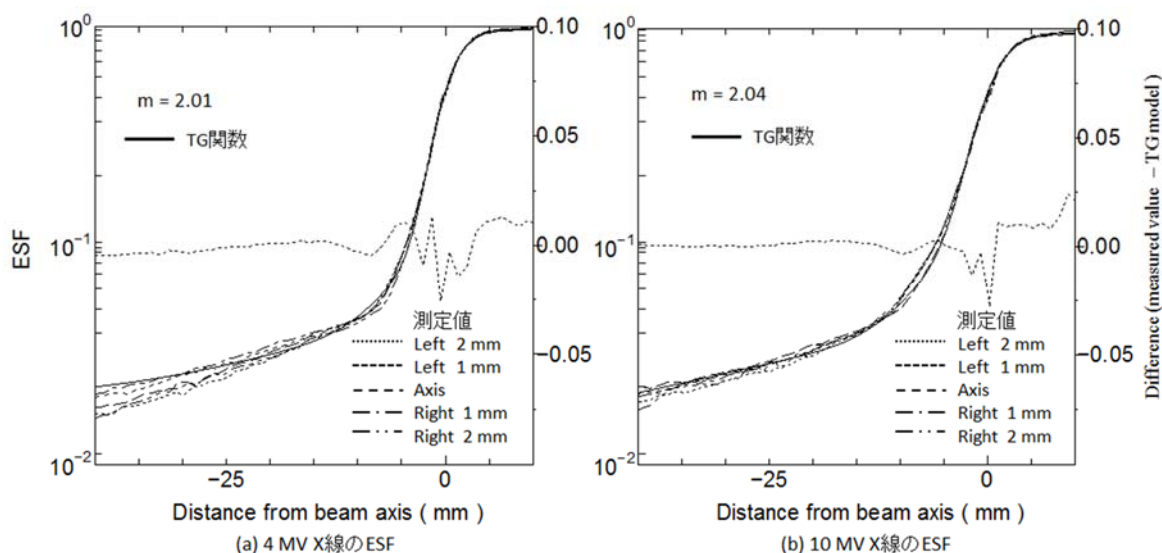 10^0
0.10
m = 2.01
TG関数
0.05
ESF
10^-1
0.00
測定値
Left 2 mm
Left 1 mm
Axis
Right 1 mm
Right 2 mm
−0.05
10^-2
−25
0
Distance from beam axis ( mm )
(a) 4 MV X線のESF
10^0
0.10
m = 2.04
TG関数
0.05
10^-1
0.00
測定値
Left 2 mm
Left 1 mm
Axis
Right 1 mm
Right 2 mm
−0.05
10^-2
−25
0
Difference (measured value − TG model )
Distance from beam axis ( mm )
(b) 10 MV X線のESF